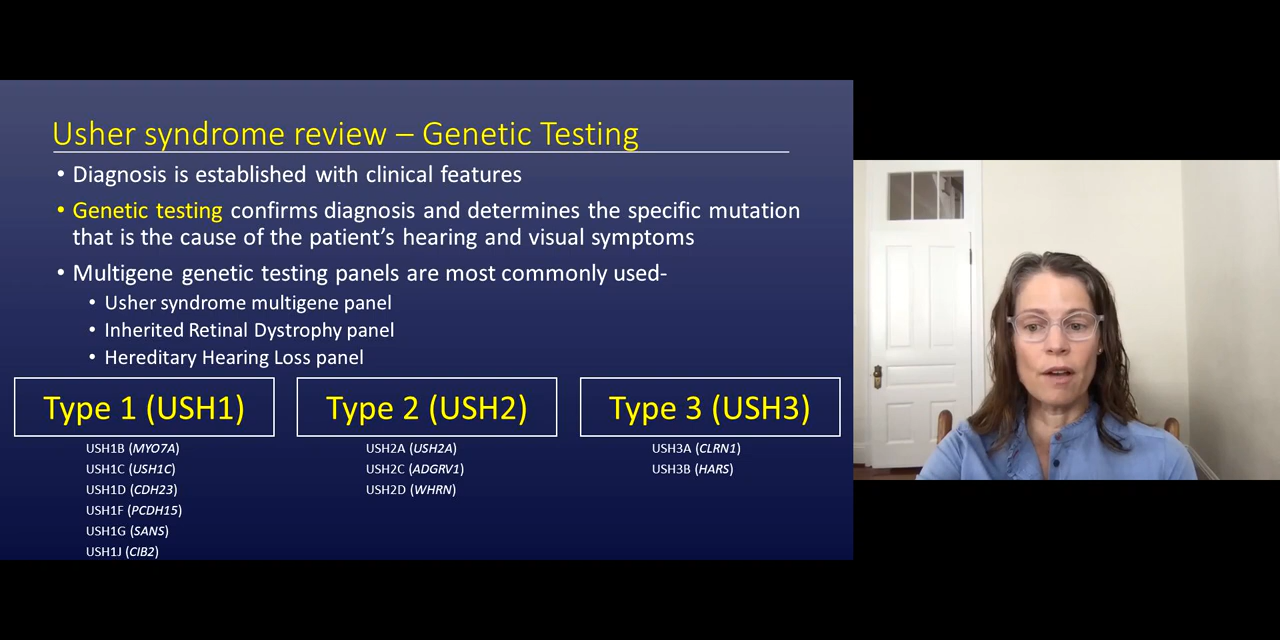 Usher syndrome review – Genetic Testing
• Diagnosis is established with clinical features
• Genetic testing confirms diagnosis and determines the specific mutation
that is the cause of the patient's hearing and visual symptoms
• Multigene genetic testing panels are most commonly used-
• Usher syndrome multigene panel
• Inherited Retinal Dystrophy panel
• Hereditary Hearing Loss panel
Type 1 (USH1)
USH1B (MYO7A)
USH1C (USH1C)
USH1D (CDH23)
USH1F (PCDH15)
USH1G (SANS)
USH1J (CIB2)
Type 2 (USH2)
USH2A (USH2A)
USH2C (ADGRV1)
USH2D (WHRN)
Type 3 (USH3)
USH3A (CLRN1)
USH3B (HARS)